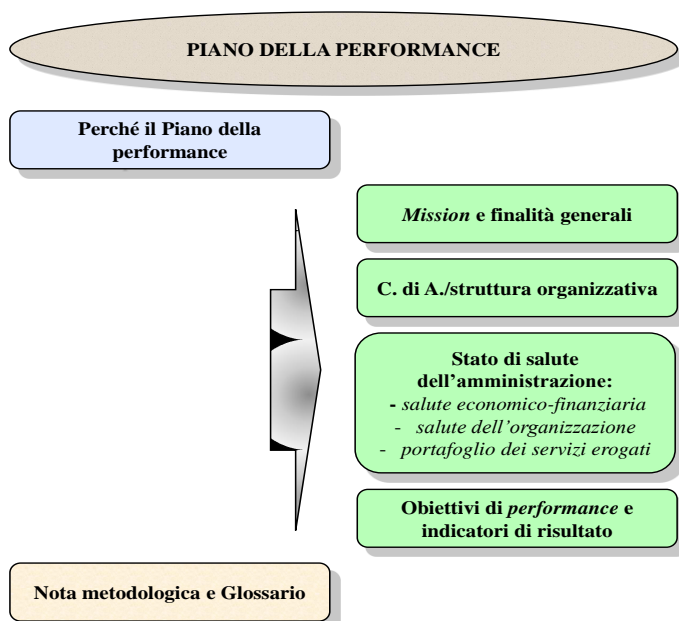 PIANO DELLA PERFORMANCE
Perché il Piano della
performance
Mission e finalità generali
C. di A./struttura organizzativa
Stato di salute
dell’amministrazione:
- salute economico-finanziaria
- salute dell’organizzazione
- portafoglio dei servizi erogati
Obiettivi di performance e
indicatori di risultato
Nota metodologica e Glossario